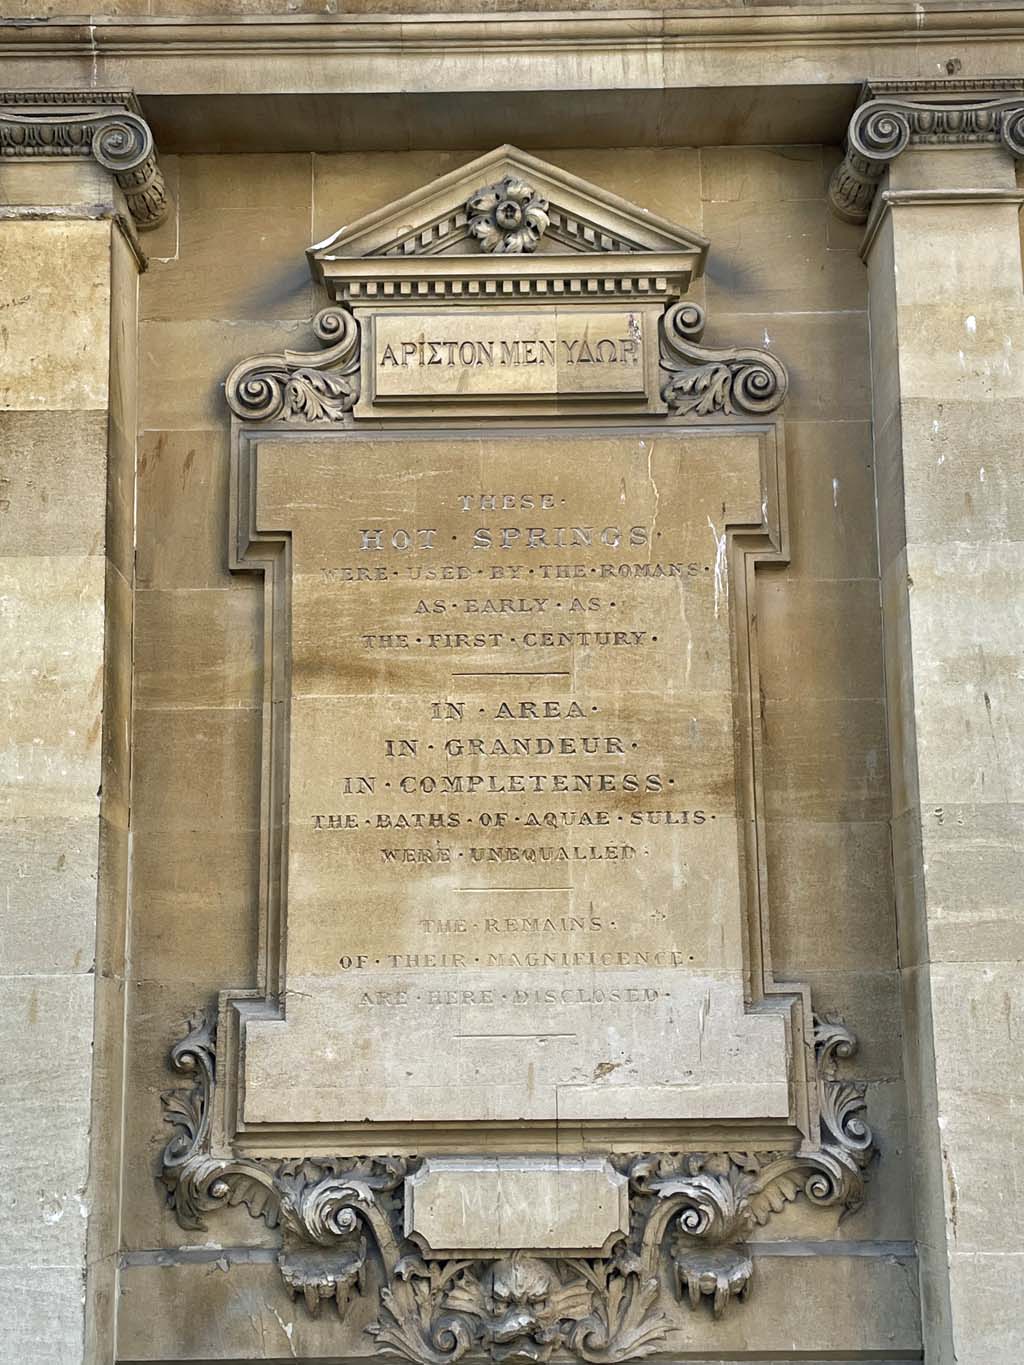 ΑΡΙΣΤΟΝ ΜΕΝ ΥΔΩΡ
THESE·
HOT · SPRINGS·
WERE · USED · BY · THE · ROMANS·
AS · EARLY · AS·
THE · FIRST · CENTURY·
IN · AREA·
IN · GRANDEUR·
IN · COMPLETENESS·
THE · BATHS · OF · AQUAE · SULIS·
WERE · UNEQUALLED·
THE · REMAINS·
OF · THEIR · MAGNIFICENCE·
ARE · HERE · DISCLOSED·